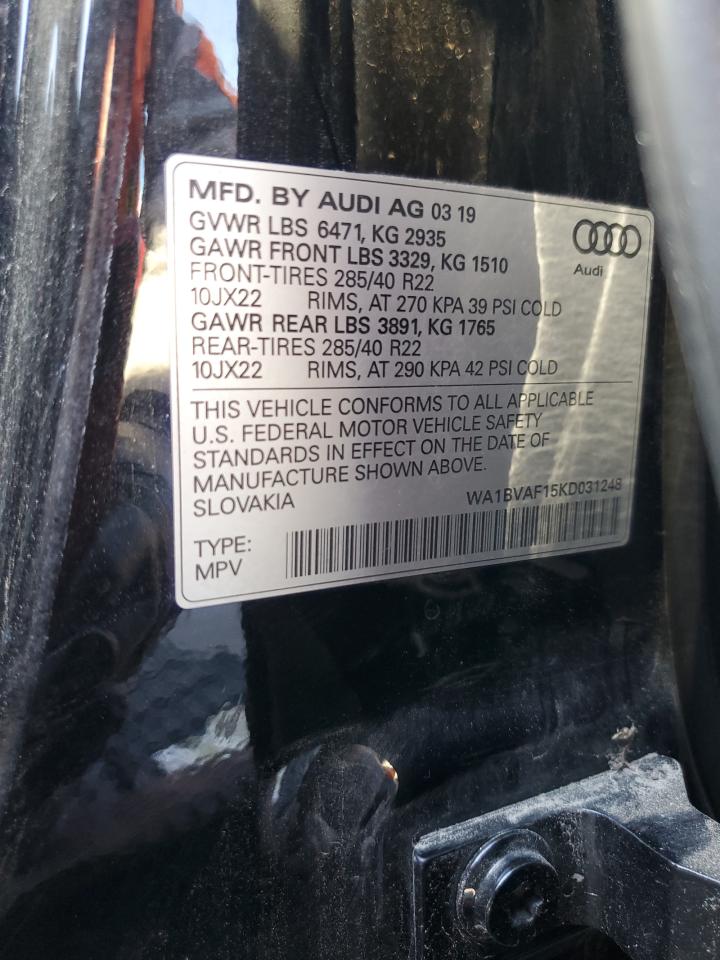 MFD. BY AUDI AG 03 19
GVWR LBS 6471, KG 2935
GAWR FRONT LBS 3329, KG 1510
FRONT-TIRES 285/40 R22
10JX22 RIMS, AT 270 KPA 39 PSI COLD
GAWR REAR LBS 3891, KG 1765
REAR-TIRES 285/40 R22
10JX22 RIMS, AT 290 KPA 42 PSI COLD
Audi
THIS VEHICLE CONFORMS TO ALL APPLICABLE
U.S. FEDERAL MOTOR VEHICLE SAFETY
STANDARDS IN EFFECT ON THE DATE OF
MANUFACTURE SHOWN ABOVE.
SLOVAKIA WA1BVAF15KD031248
TYPE:
MPV